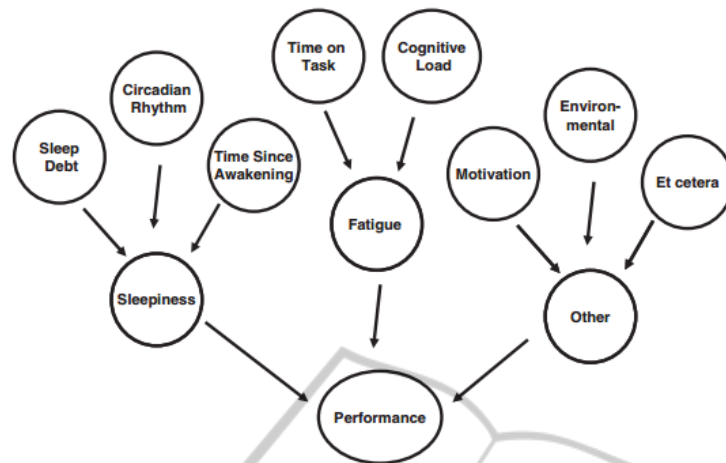 Time on
Task
Cognitive
Load
Circadian
Rhythm
Environ-
mental
Sleep
Debt
Time Since
Awakening
Motivation
Et cetera
Fatigue
Sleepiness
Other
Performance